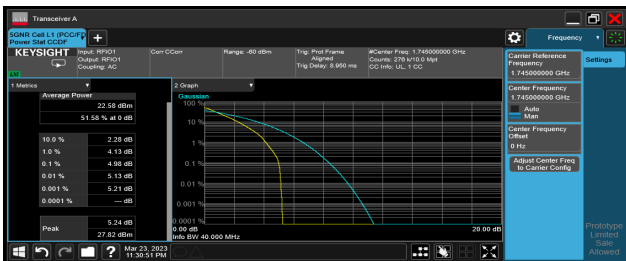 Transceiver A
5GNR Cell L1 (PCC/FD
Power Stat CCDF
Frequency
KEYSIGHT
Input: RFIO1
Output: RFIO1
Coupling: AC
Corr CCorr
Range: -60 dBm
Trig: Prot Frame
Aligned
Trig Delay: 8.950 ms
#Center Freq: 1.745000000 GHz
Counts: 276 k/10.0 Mpt
CC Info: UL, 1 CC
1 Metrics
Average Power
22.58 dBm
51.58 % at 0 dB
10.0 % 2.28 dB
1.0 % 4.13 dB
0.1 % 4.98 dB
0.01 % 5.13 dB
0.001 % 5.21 dB
0.0001 % --- dB
Peak 5.24 dB
27.82 dBm
2 Graph
Gaussian
100 %
10 %
1 %
0.1 %
0.01 %
0.001 %
0.0001 %
0.00 dB
20.00 dB
Info BW 40.000 MHz
Carrier Reference
Frequency
1.745000000 GHz
Center Frequency
1.745000000 GHz
Auto
Man
Center Frequency
Offset
0 Hz
Adjust Center Freq
to Carrier Config
Settings
Prototype
Limited
Sale
Allowed
?
Mar 23, 2023
11:30:51 PM